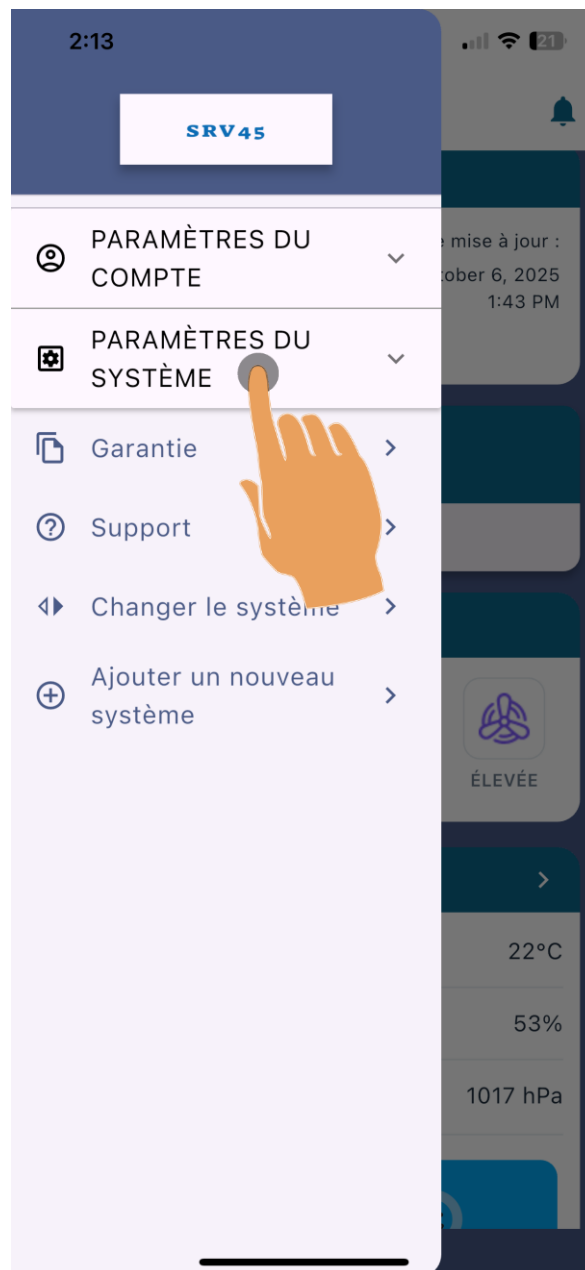 2:13
21
SRV45
PARAMÈTRES DU
COMPTE
PARAMÈTRES DU
SYSTÈME
Garantie
Support
Changer le système
Ajouter un nouveau
système
mise à jour :
tober 6, 2025
1:43 PM
ÉLEVÉE
22°C
53%
1017 hPa